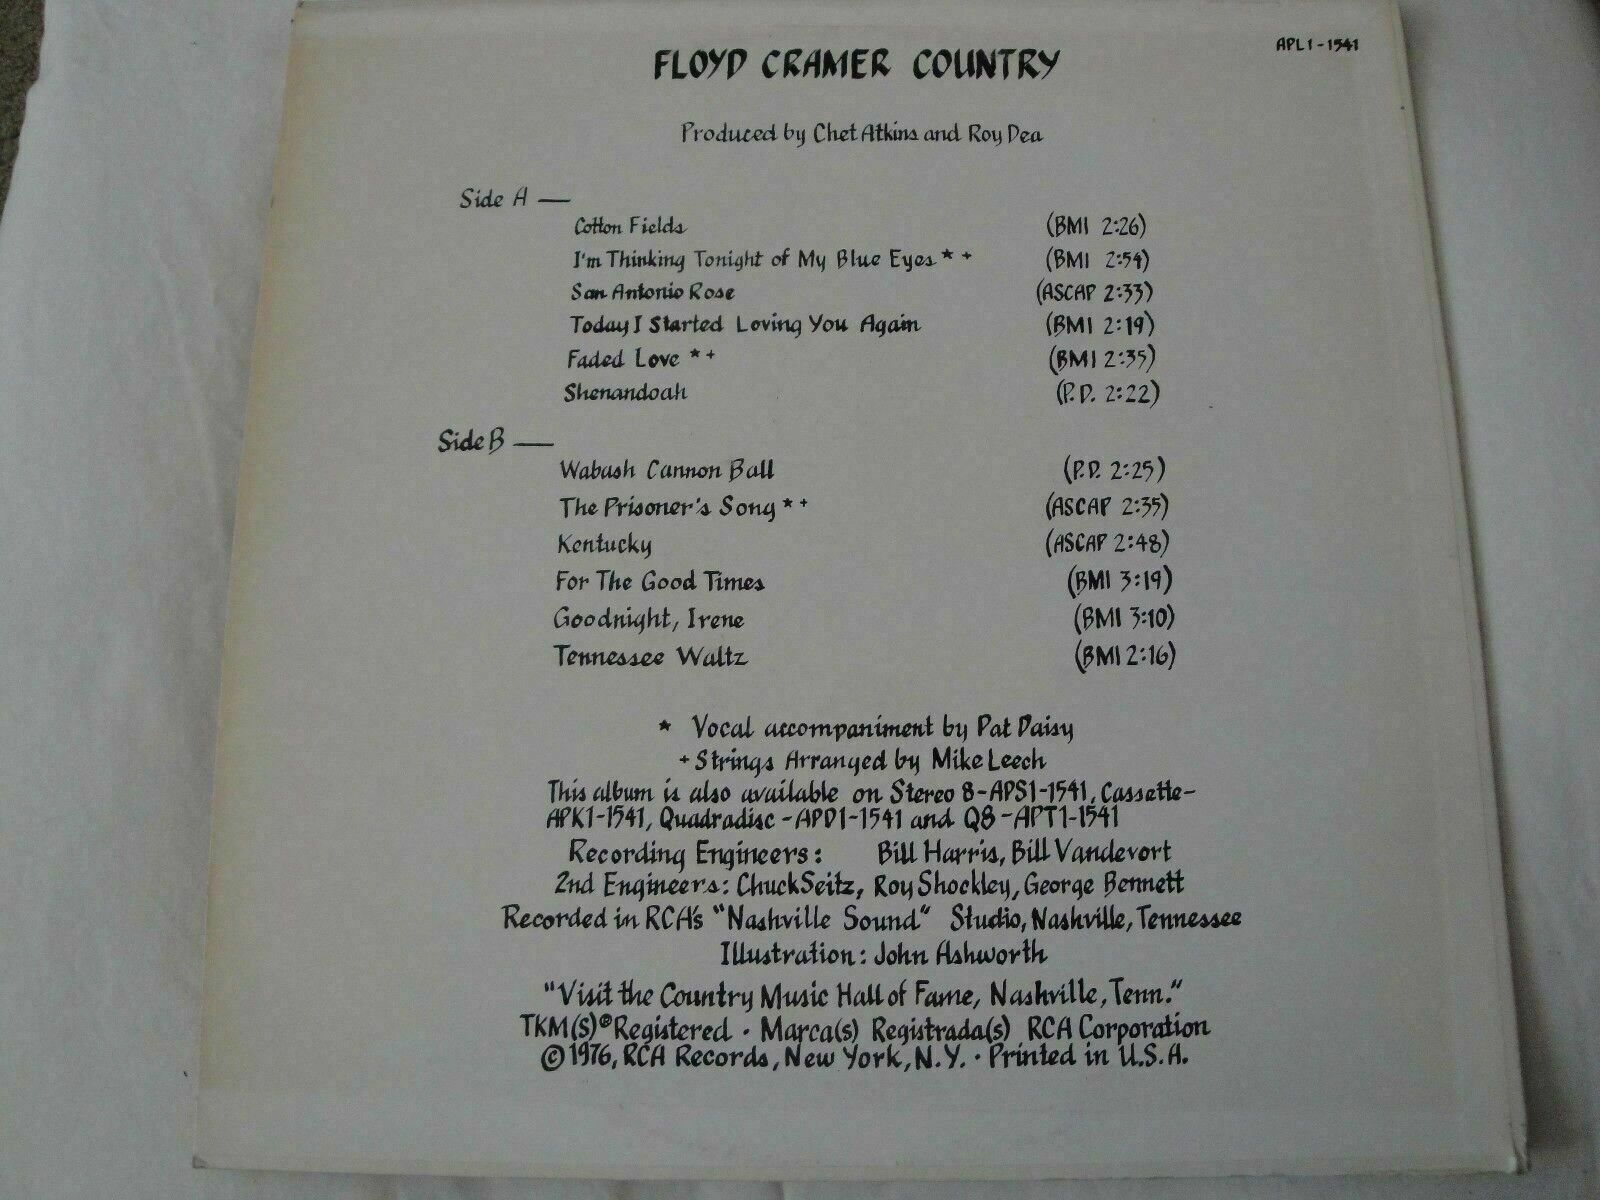 APL1-1541
FLOYD CRAMER COUNTRY
Produced by Chet Atkins and Roy Dea
Side A —
Cotton Fields (BMI 2:26)
I'm Thinking Tonight of My Blue Eyes * + (BMI 2:54)
San Antonio Rose (ASCAP 2:33)
Today I Started Loving You Again (BMI 2:19)
Faded Love * + (BMI 2:35)
Shenandoah (P.D. 2:22)
Side B —
Wabash Cannon Ball (P.D. 2:25)
The Prisoner's Song * + (ASCAP 2:35)
Kentucky (ASCAP 2:48)
For The Good Times (BMI 3:19)
Goodnight, Irene (BMI 3:10)
Tennessee Waltz (BMI 2:16)
* Vocal accompaniment by Pat Daisy
+ Strings Arranged by Mike Leech
This album is also available on Stereo 8-APS1-1541, Cassette-
APK1-1541, Quadradisc-APD1-1541 and Q8-APT1-1541
Recording Engineers: Bill Harris, Bill Vandevort
2nd Engineers: Chuck Seitz, Roy Shockley, George Bennett
Recorded in RCA's "Nashville Sound" Studio, Nashville, Tennessee
Illustration: John Ashworth
"Visit the Country Music Hall of Fame, Nashville, Tenn."
TKM(S)® Registered · Marca(s) Registrada(s) RCA Corporation
© 1976, RCA Records, New York, N.Y. · Printed in U.S.A.